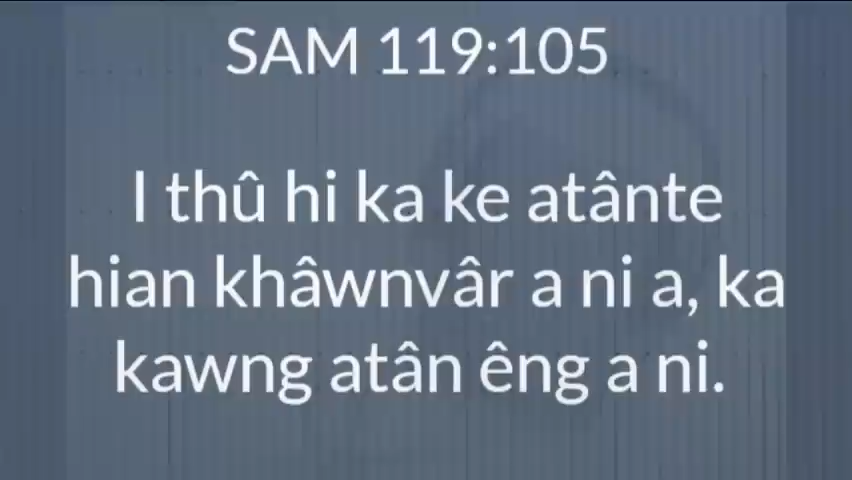 SAM 119:105
I thû hi ka ke atânte
hian khâwnvâr a ni a, ka
kawng atân êng a ni.